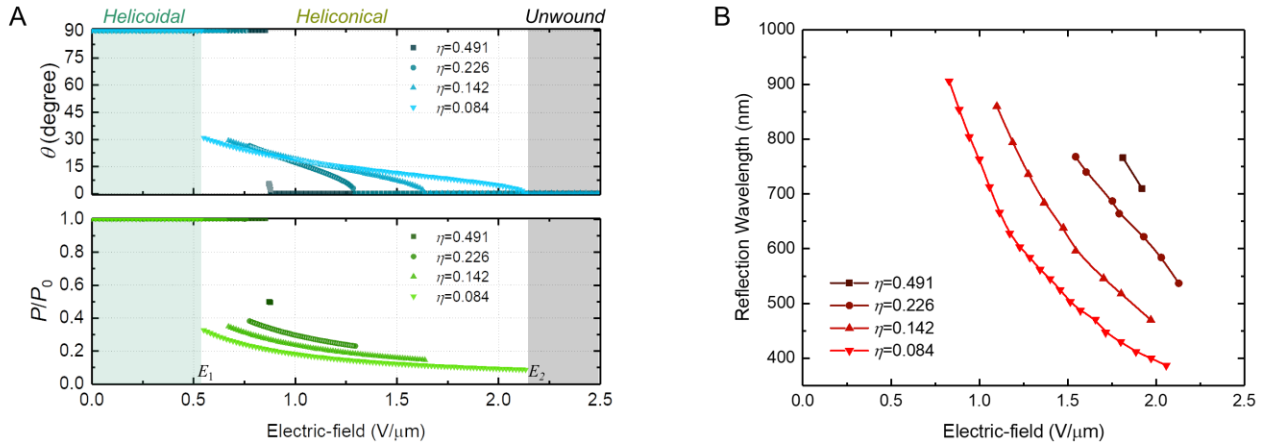 A
Helicoidal
Heliconical
Unwound
90
75
60
45
30
15
0
θ (degree)
η=0.491
η=0.226
η=0.142
η=0.084
1.0
0.8
0.6
0.4
0.2
0.0
P/P0
η=0.491
η=0.226
η=0.142
η=0.084
E1
E2
0.0 0.5 1.0 1.5 2.0 2.5
Electric-field (V/μm)
B
1000
900
800
700
600
500
400
Reflection Wavelength (nm)
η=0.491
η=0.226
η=0.142
η=0.084
0.0 0.5 1.0 1.5 2.0 2.5
Electric-field (V/μm)